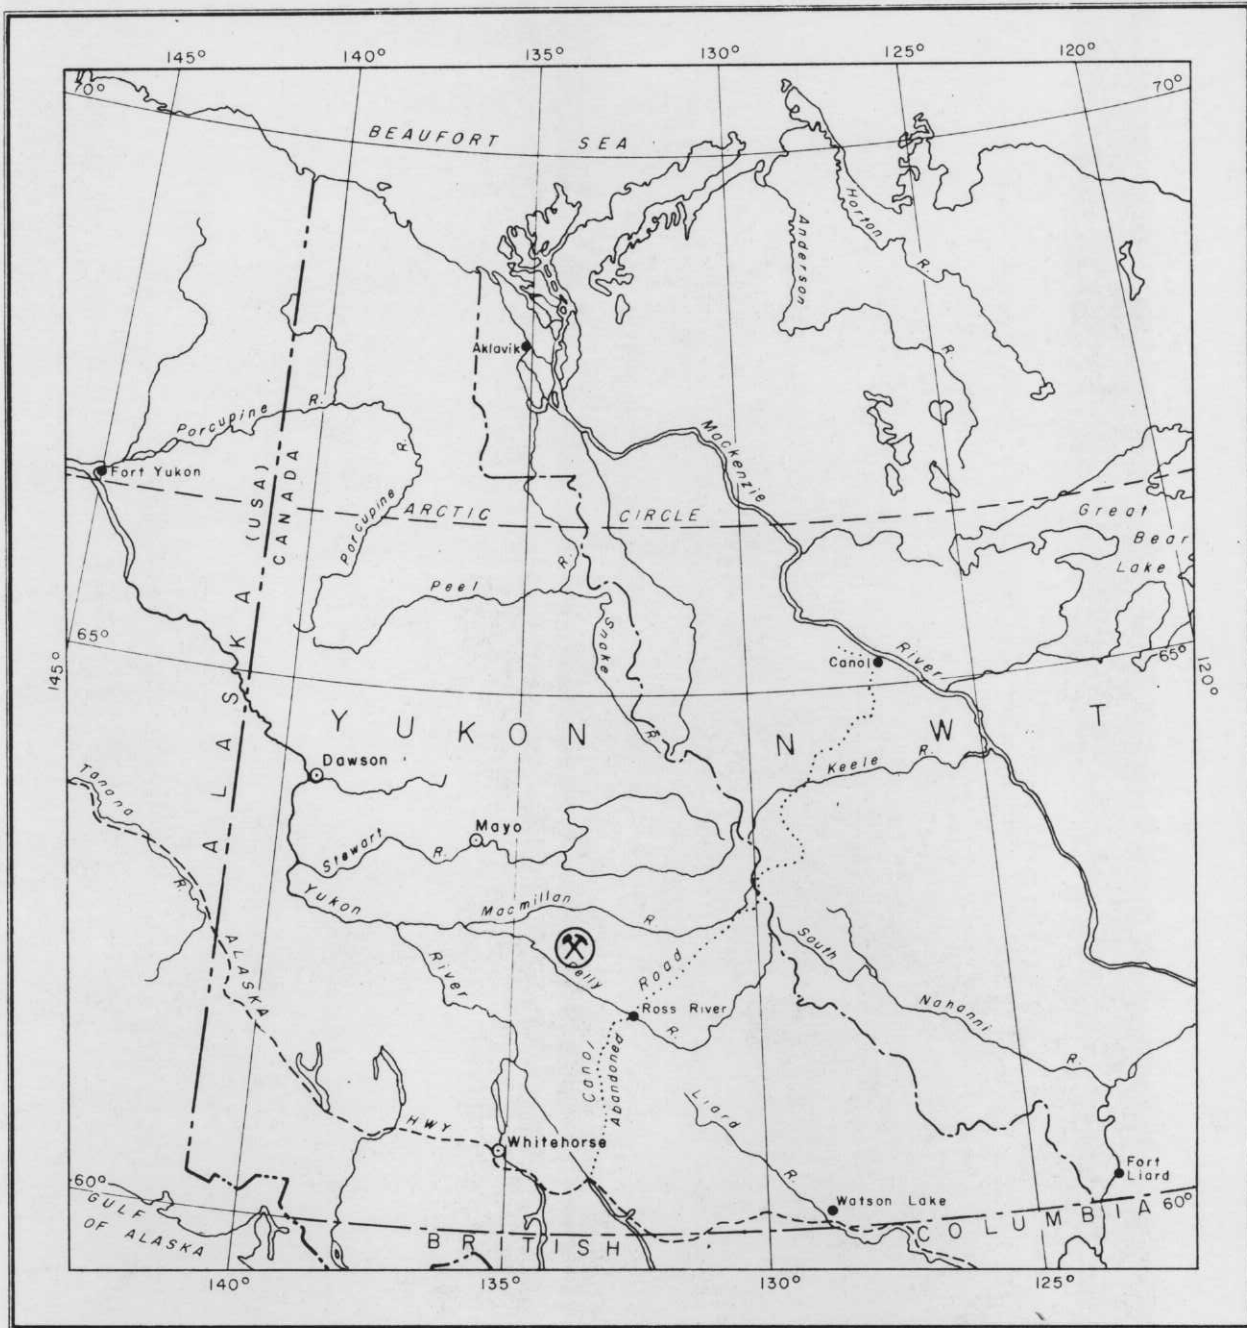 145° 140° 135° 130° 125° 120°
70° 70°
BEAUFORT SEA
Horton R.
Anderson R.
Aklavik
Porcupine R.
Porcupine R.
Mackenzie River
Fort Yukon
(USA)
CANADA
ARCTIC CIRCLE
Great
Bear
Lake
Peel R.
Snake R.
65° 65°
145° 120°
Canol
ALASKA
YUKON
N W T
Keele R.
Dawson
Tanana R.
Mayo
Stewart R.
Yukon River
Macmillan R.
Pelly R.
South Nahanni R.
ALASKA HWY
Canol Road
Abandoned
Ross River
Liard R.
Whitehorse
Fort
Liard
Watson Lake
60° 60°
GULF
OF ALASKA
BRITISH COLUMBIA
140° 135° 130° 125°